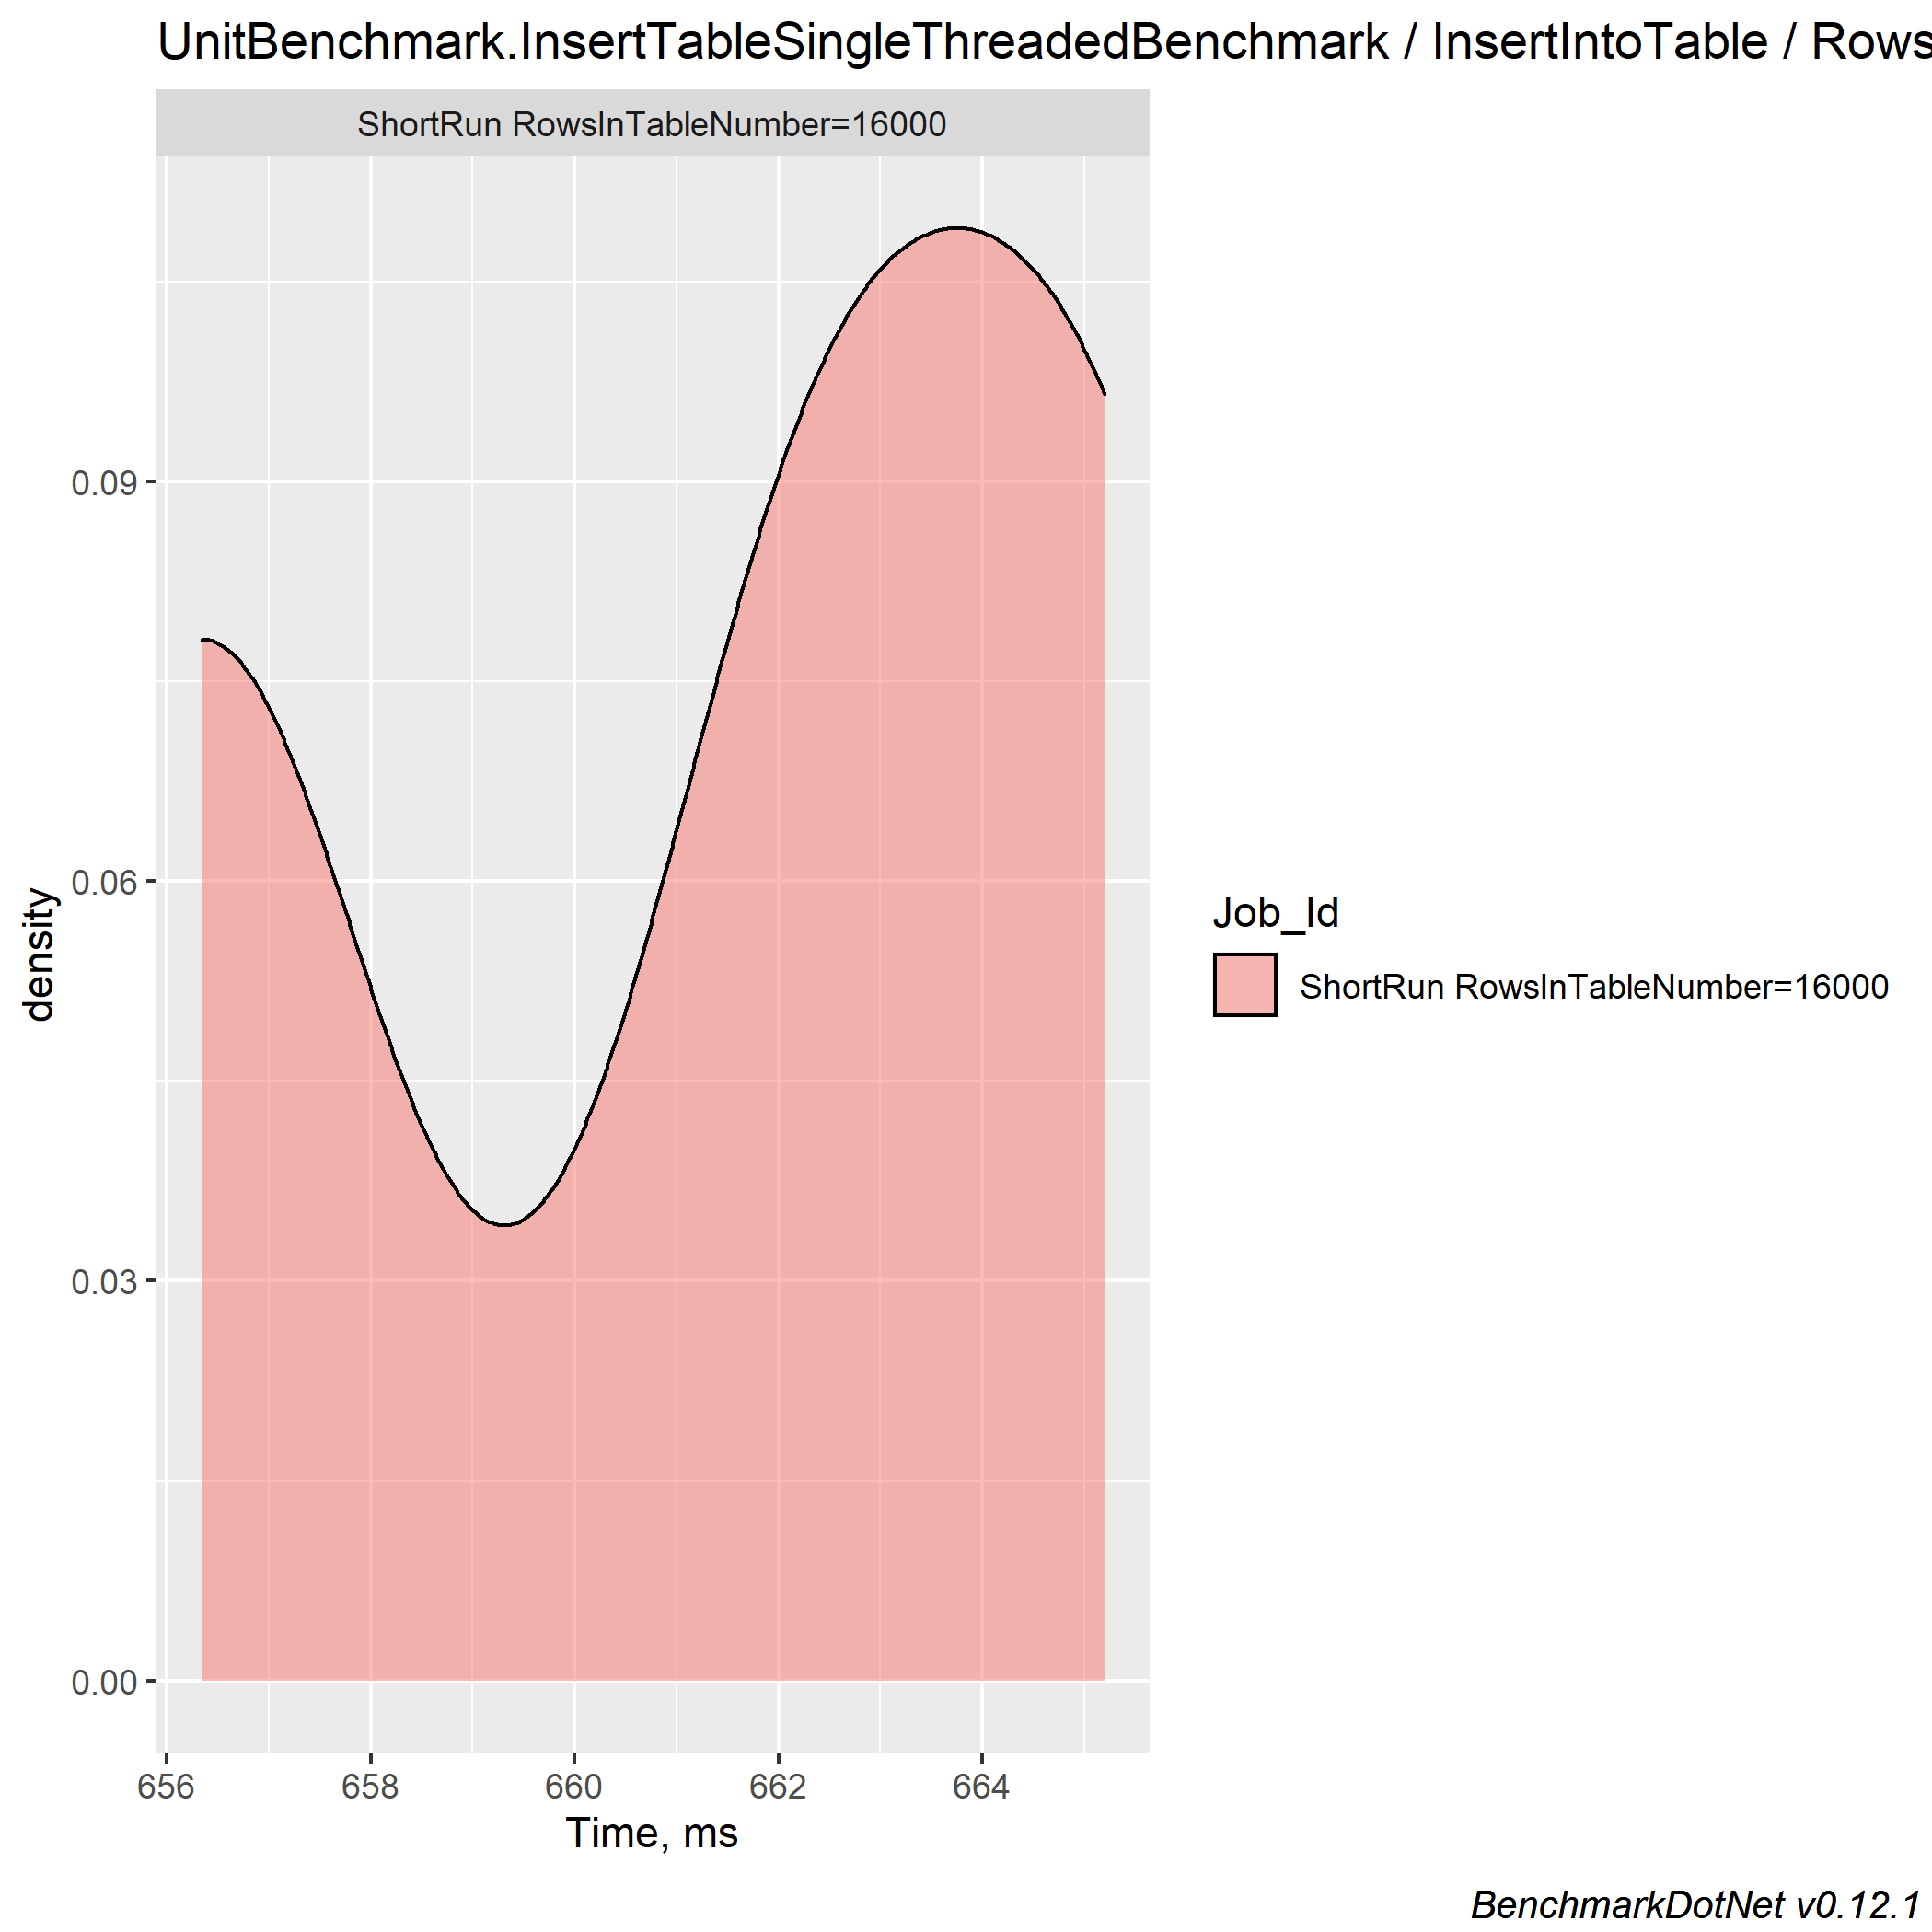 UnitBenchmark.InsertTableSingleThreadedBenchmark / InsertIntoTable / Rows
ShortRun RowsInTableNumber=16000
0.09
0.06
0.03
0.00
density
656 658 660 662 664
Time, ms
Job_Id
ShortRun RowsInTableNumber=16000
BenchmarkDotNet v0.12.1